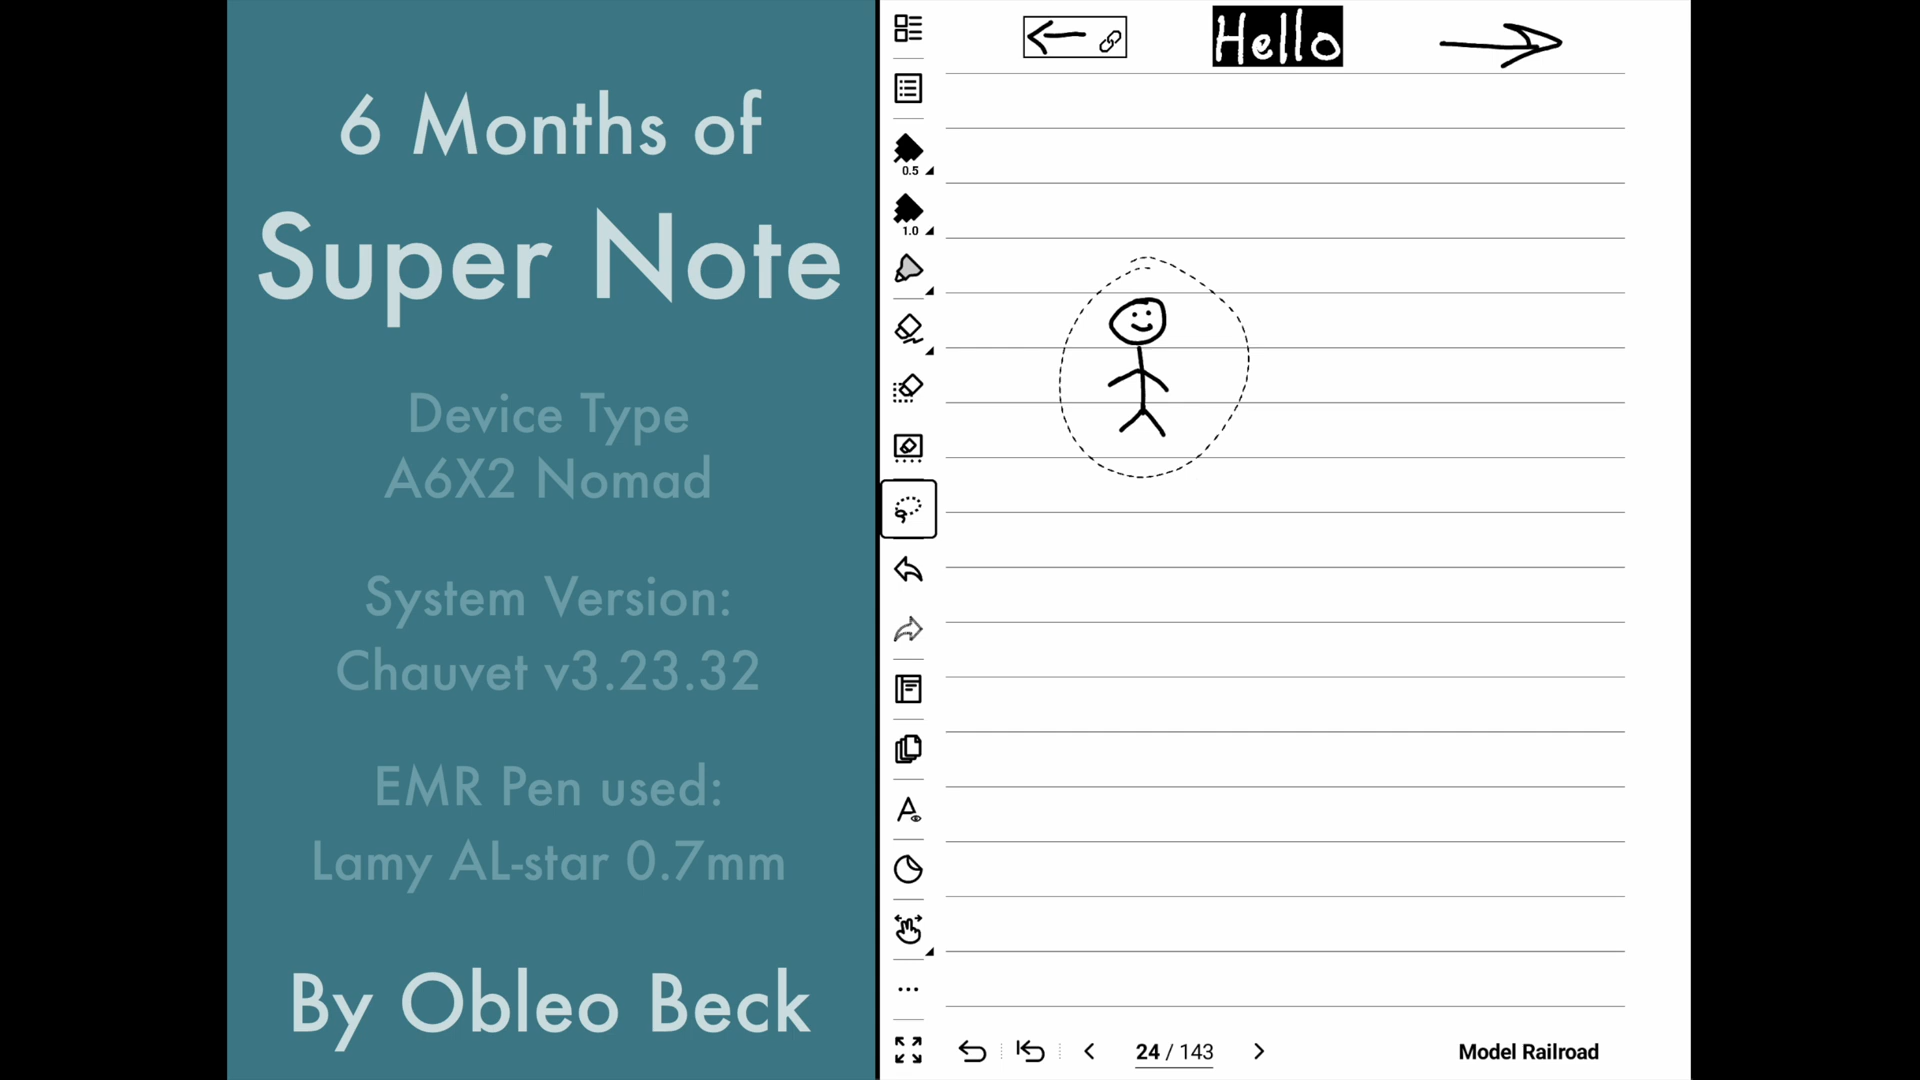 6 Months of
Super Note
Device Type
A6X2 Nomad
System Version:
Chauvet v3.23.32
EMR Pen used:
Lamy AL-star 0.7mm
By Obleo Beck
Hello
0.5
1.0
24 / 143
Model Railroad